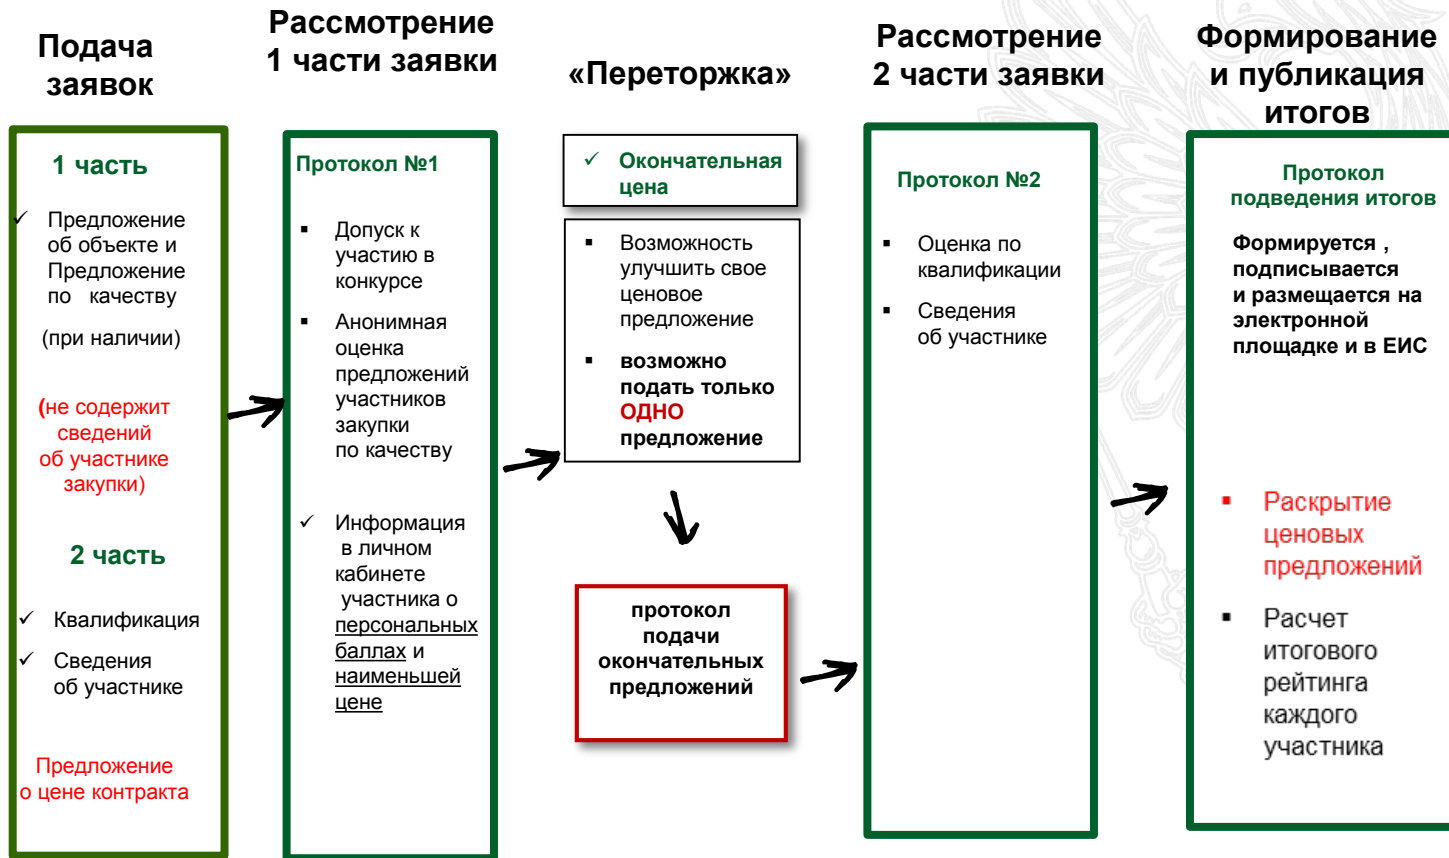 Подача
заявок
1 часть
Предложение
об объекте и
Предложение
по качеству
(при наличии)
(не содержит
сведений
об участнике
закупки)
2 часть
Квалификация
Сведения
об участнике
Предложение
о цене контракта
Рассмотрение
1 части заявки
Протокол №1
Допуск к
участию в
конкурсе
Анонимная
оценка
предложений
участников
закупки
по качеству
Информация
в личном
кабинете
участника о
персональных
баллах и
наименьшей
цене
«Переторжка»
Окончательная
цена
Возможность
улучшить свое
ценовое
предложение
возможно
подать только
ОДНО
предложение
протокол
подачи
окончательных
предложений
Рассмотрение
2 части заявки
Протокол №2
Оценка по
квалификации
Сведения
об участнике
Формирование
и публикация
итогов
Протокол
подведения итогов
Формируется ,
подписывается
и размещается на
электронной
площадке и в ЕИС
Раскрытие
ценовых
предложений
Расчет
итогового
рейтинга
каждого
участника